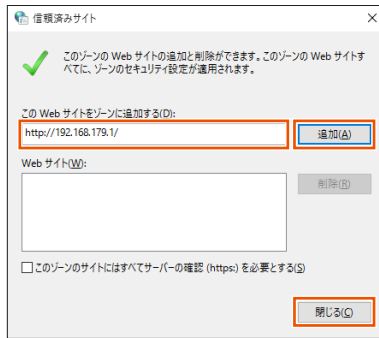 信頼済みサイト
このゾーンの Web サイトの追加と削除ができます。このゾーンの Web サイトす
べてに、ゾーンのセキュリティ設定が適用されます。
この Web サイトをゾーンに追加する(D):
http://192.168.179.1/
追加(A)
Web サイト(W):
削除(R)
このゾーンのサイトにはすべてサーバーの確認 (https:) を必要とする(S)
閉じる(C)